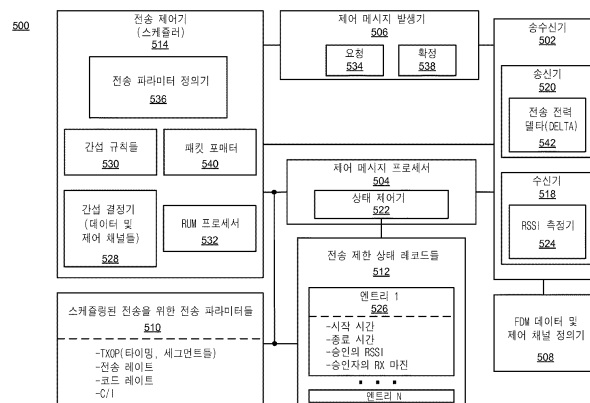 500
전송 제어기
(스케쥴러)
514
전송 파라미터 정의기
536
간섭 규칙들
530
패킷 포매터
540
간섭 결정기
(데이터 및
제어 채널들)
528
RUM 프로세서
532
제어 메시지 발생기
506
요청
534
확정
538
송수신기
502
송신기
520
전송 전력
델타(DELTA)
542
수신기
518
RSSI 측정기
524
제어 메시지 프로세서
504
상태 제어기
522
전송 제한 상태 레코드들
512
엔트리 1
526
-시작 시간
-종료 시간
-승인의 RSSI
-승인자의 RX 마진
• • •
엔트리 N
스케쥴링된 전송을 위한 전송 파라미터들
510
-TXOP(타이밍, 세그먼트들)
-전송 레이트
-코드 레이트
-C/I
FDM 데이터 및
제어 채널 정의기
508